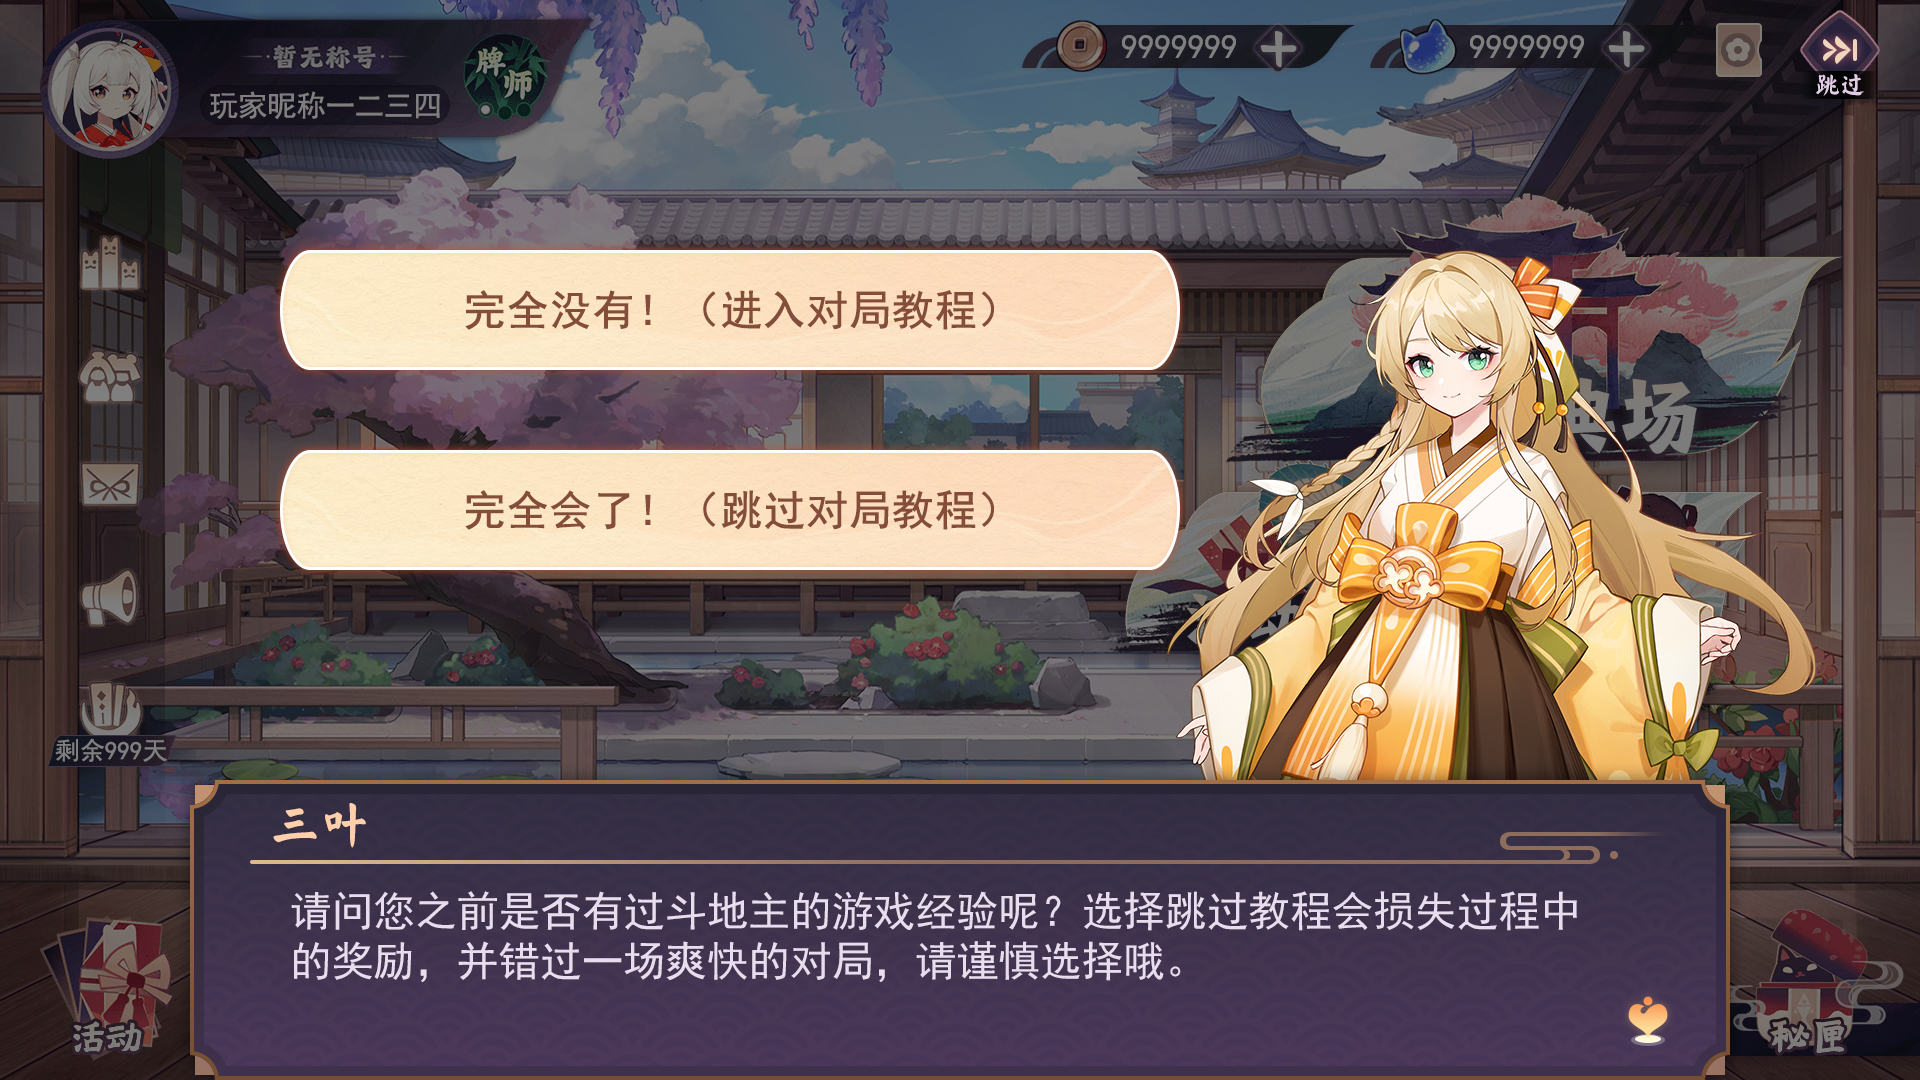 暂无称号
玩家昵称一二三四
牌师
9999999
9999999
跳过
完全没有！（进入对局教程）
典场
完全会了！（跳过对局教程）
剩余999天
三叶
请问您之前是否有过斗地主的游戏经验呢？选择跳过教程会损失过程中
的奖励，并错过一场爽快的对局，请谨慎选择哦。
活动
秘匣